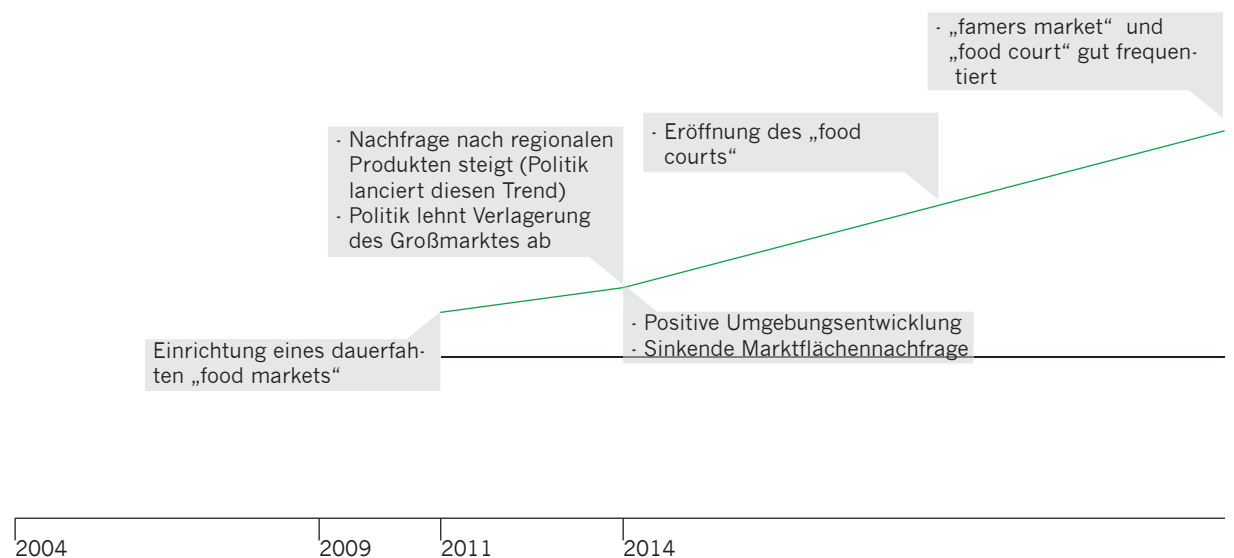 - „famers market“ und
„food court“ gut frequen-
tiert
- Nachfrage nach regionalen
Produkten steigt (Politik
lanciert diesen Trend)
- Politik lehnt Verlagerung
des Großmarktes ab
- Eröffnung des „food
courts“
Einrichtung eines dauerfah-
ten „food markets“
- Positive Umgebungsentwicklung
- Sinkende Marktflächennachfrage
2004
2009
2011
2014